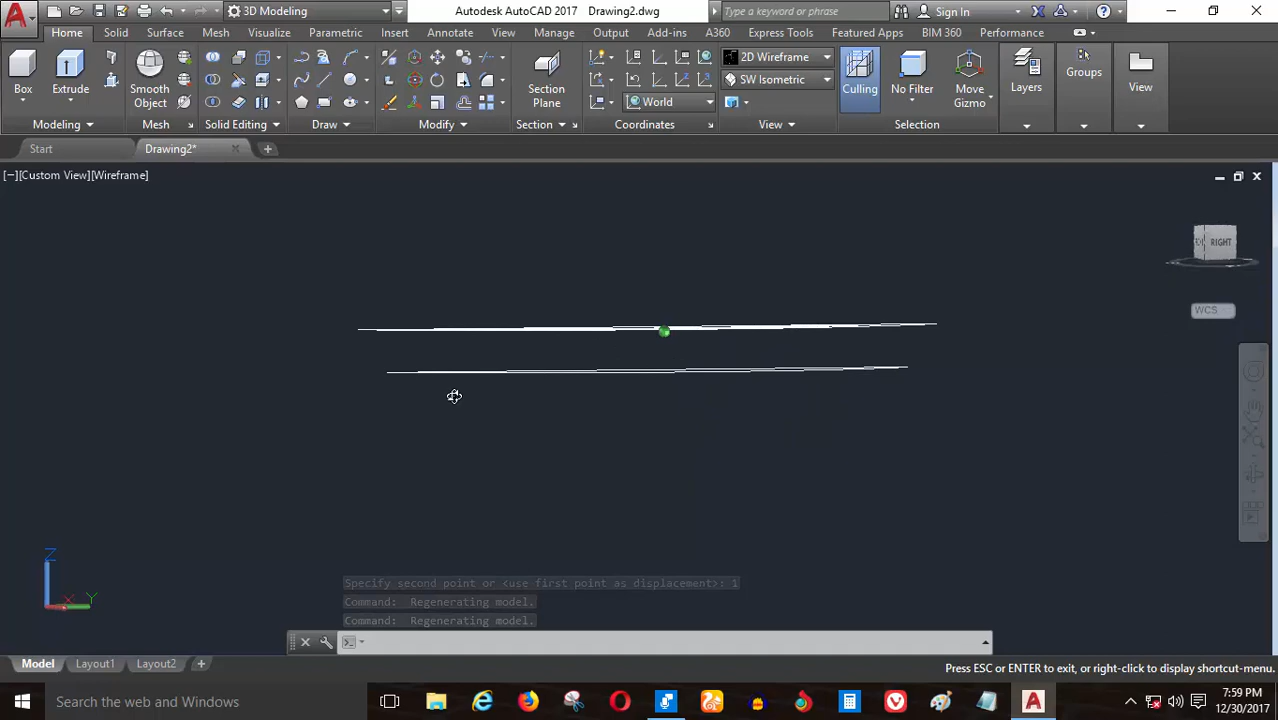 3D Modeling
Autodesk AutoCAD 2017 Drawing2.dwg
Type a keyword or phrase
Sign In
Home Solid Surface Mesh Visualize Parametric Insert Annotate View Manage Output Add-ins A360 Express Tools Featured Apps BIM 360 Performance
2D Wireframe
SW Isometric
World
Box
Extrude
Smooth
Object
Section
Plane
Culling
No Filter
Move
Gizmo
Layers
Groups
View
Modeling
Mesh
Solid Editing
Draw
Modify
Section
Coordinates
View
Selection
Start
Drawing2*
[−][Custom View][Wireframe]
RIGHT
WCS
Z
X
Y
Specify second point or <use first point as displacement>: 1
Command: Regenerating model.
Command: Regenerating model.
Model Layout1 Layout2
Press ESC or ENTER to exit, or right-click to display shortcut-menu.
Search the web and Windows
7:59 PM
12/30/2017